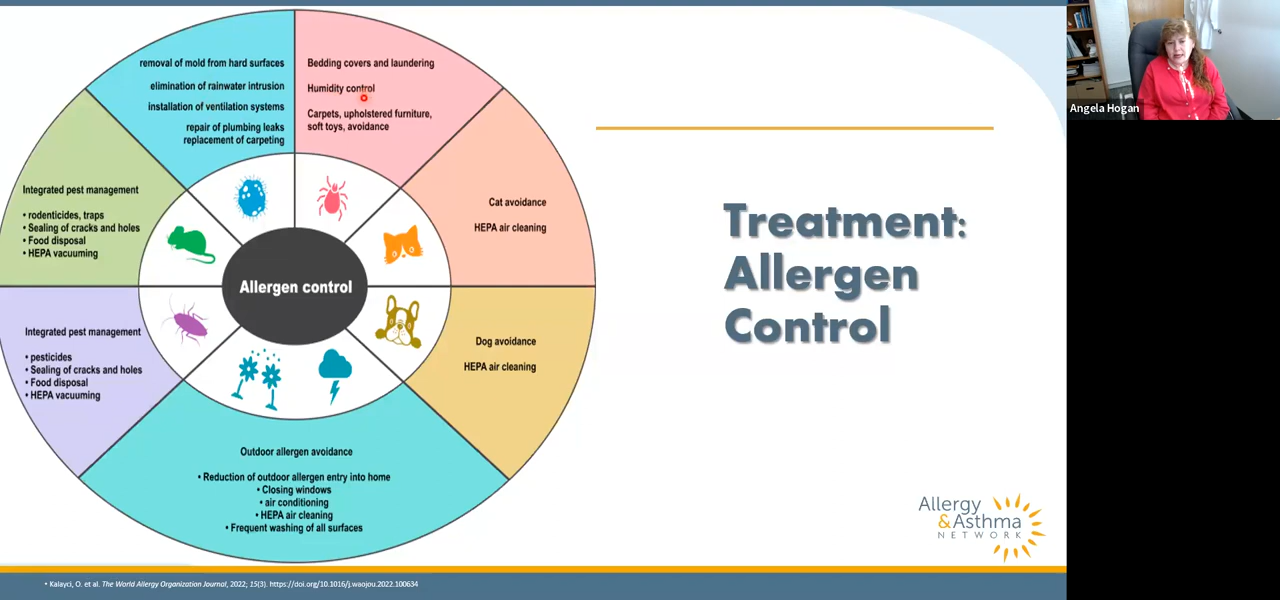 removal of mold from hard surfaces
elimination of rainwater intrusion
installation of ventilation systems
repair of plumbing leaks
replacement of carpeting
Bedding covers and laundering
Humidity control
Carpets, upholstered furniture,
soft toys, avoidance
Cat avoidance
HEPA air cleaning
Dog avoidance
HEPA air cleaning
Outdoor allergen avoidance
• Reduction of outdoor allergen entry into home
• Closing windows
• air conditioning
• HEPA air cleaning
• Frequent washing of all surfaces
Integrated pest management
• pesticides
• Sealing of cracks and holes
• Food disposal
• HEPA vacuuming
Integrated pest management
• rodenticides, traps
• Sealing of cracks and holes
• Food disposal
• HEPA vacuuming
Allergen control
Treatment:
Allergen
Control
Allergy
& Asthma
NETWORK
• Kalayci, O. et al. The World Allergy Organization Journal, 2022; 15(3). https://doi.org/10.1016/j.waojou.2022.100634
Angela Hogan